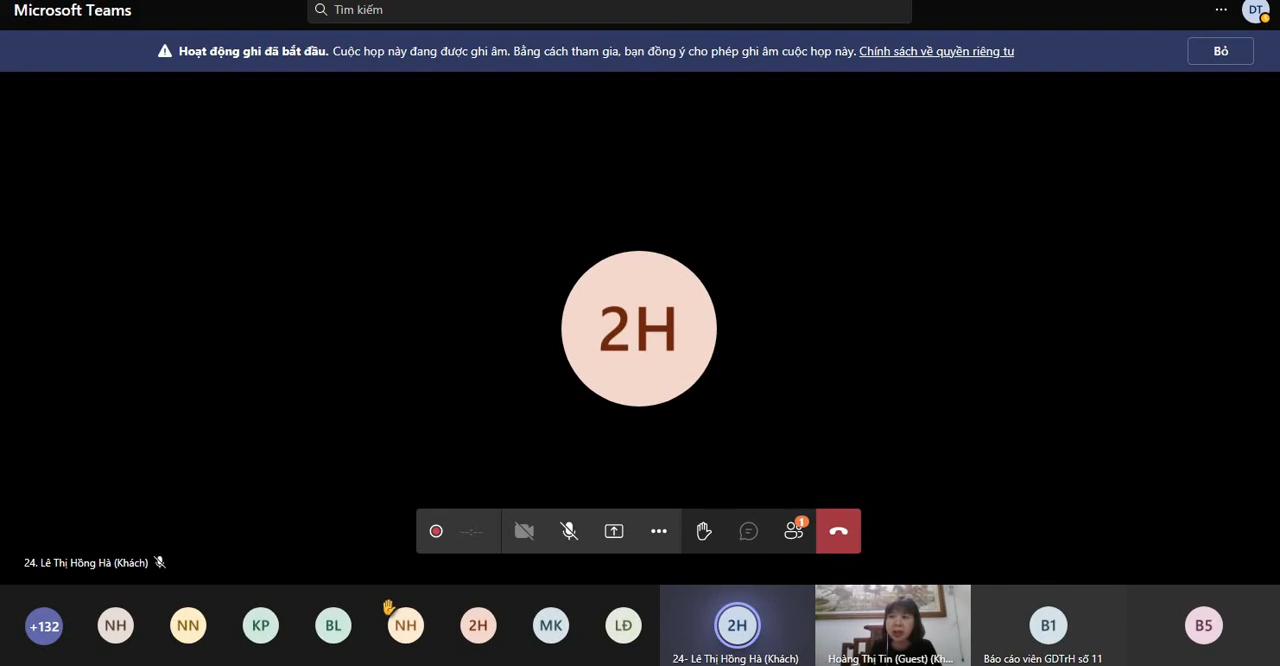 Microsoft Teams
Tìm kiếm
DT
Hoạt động ghi đã bắt đầu. Cuộc họp này đang được ghi âm. Bằng cách tham gia, bạn đồng ý cho phép ghi âm cuộc họp này. Chính sách về quyền riêng tư
Bỏ
2H
--:--
1
24. Lê Thị Hồng Hà (Khách)
+132
NH
NN
KP
BL
NH
2H
MK
LĐ
2H
24- Lê Thị Hồng Hà (Khách)
Hoàng Thị Tin (Guest) (Kh...
B1
Báo cáo viên GDTrH số 11
B5